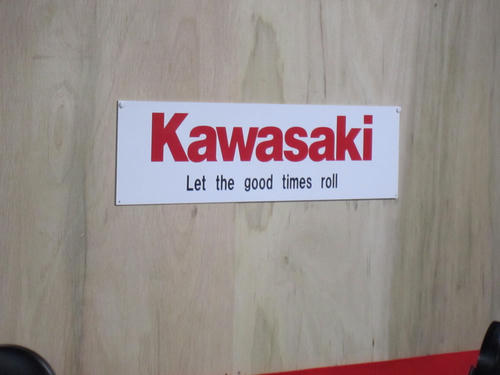 Kawasaki
Let the good times roll